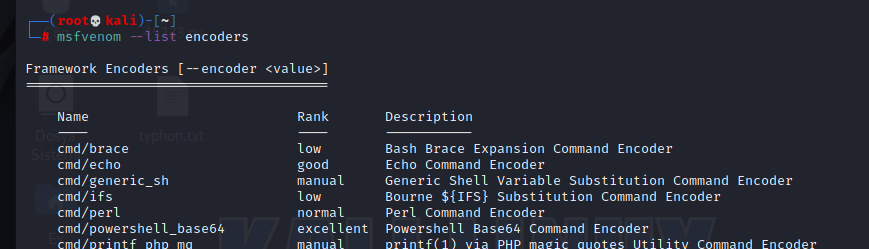 (root💀kali)-[~]
# msfvenom --list encoders
Framework Encoders [--encoder <value>]
======================================
Name Rank Description
---- ---- -----------
cmd/brace low Bash Brace Expansion Command Encoder
cmd/echo good Echo Command Encoder
cmd/generic_sh manual Generic Shell Variable Substitution Command Encoder
cmd/ifs low Bourne ${IFS} Substitution Command Encoder
cmd/perl normal Perl Command Encoder
cmd/powershell_base64 excellent Powershell Base64 Command Encoder
cmd/printf_php_mq manual printf(1) via PHP magic_quotes Utility Command Encoder
Dosya
Sistemi
typhon.txt